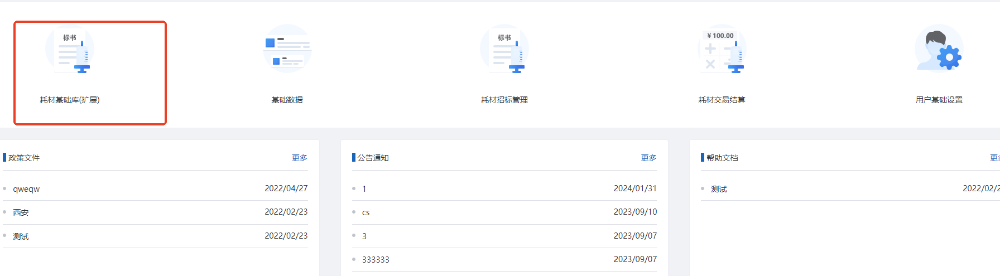 标书
标书
¥ 100.00
耗材基础库(扩展)
基础数据
耗材招标管理
耗材交易结算
用户基础设置
政策文件
更多
qweqw
2022/04/27
西安
2022/02/23
测试
2022/02/23
公告通知
更多
1
2024/01/31
cs
2023/09/10
3
2023/09/07
333333
2023/09/07
帮助文档
测试
2022/02/2